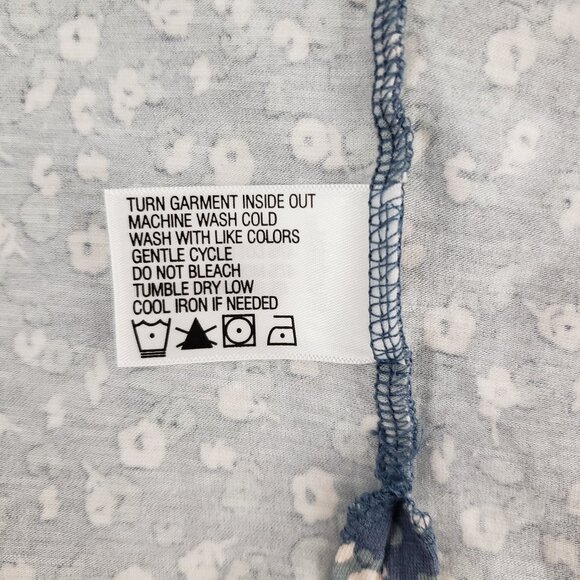 TURN GARMENT INSIDE OUT
MACHINE WASH COLD
WASH WITH LIKE COLORS
GENTLE CYCLE
DO NOT BLEACH
TUMBLE DRY LOW
COOL IRON IF NEEDED